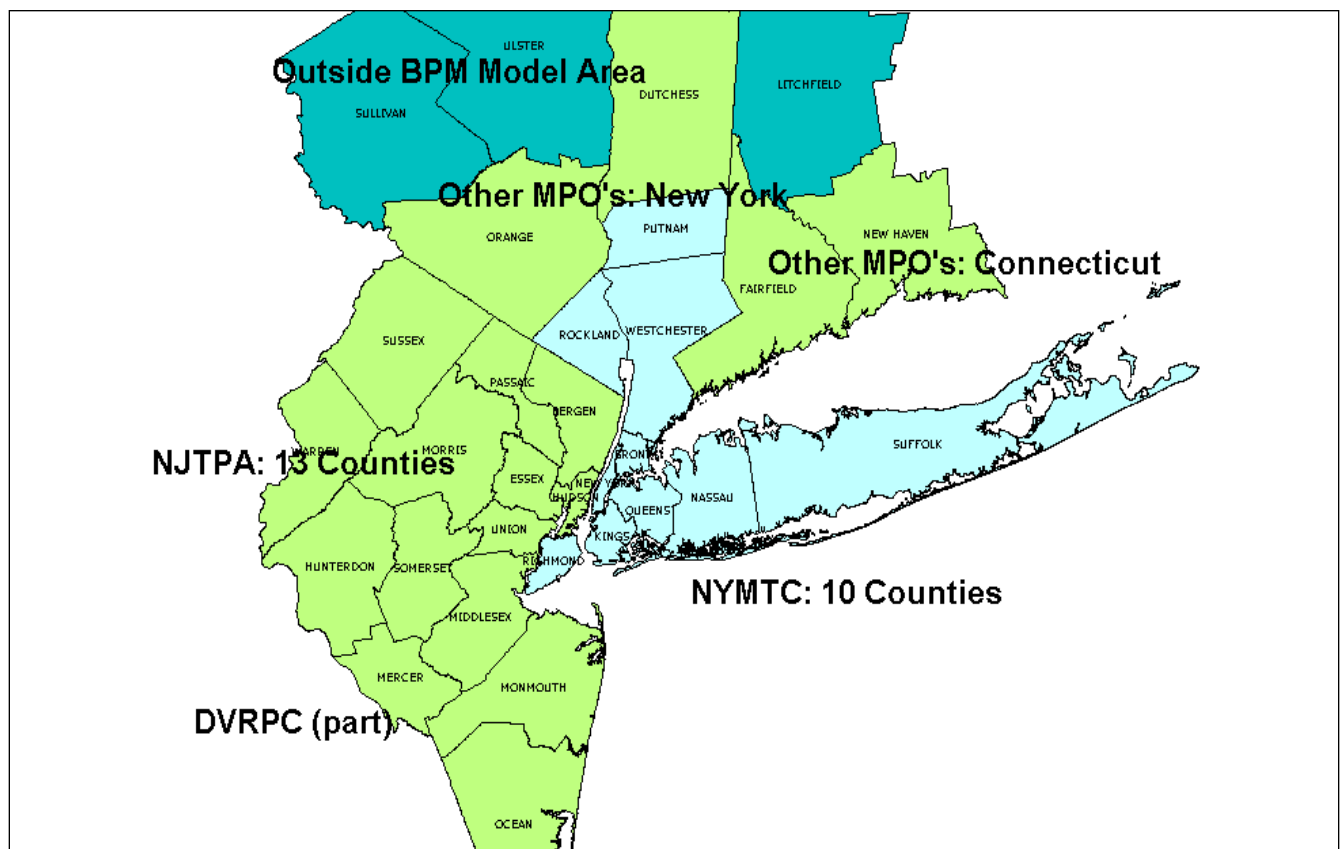 ULSTER
Outside BPM Model Area
LITCHFIELD
DUTCHESS
SULLIVAN
Other MPO's: New York
PUTNAM
ORANGE
NEW HAVEN
Other MPO's: Connecticut
FAIRFIELD
ROCKLAND
WESTCHESTER
SUSSEX
PASSAIC
BERGEN
SUFFOLK
WARREN
MORRIS
BRONX
NJTPA: 13 Counties
ESSEX
NEW YORK
HUDSON
NASSAU
QUEENS
UNION
KINGS
RICHMOND
HUNTERDON
SOMERSET
NYMTC: 10 Counties
MIDDLESEX
MERCER
MONMOUTH
DVRPC (part)
OCEAN